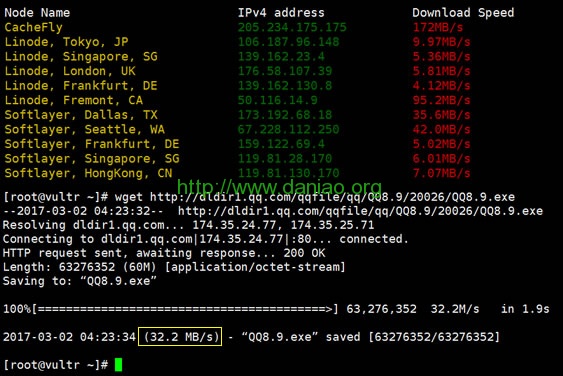 Node Name IPv4 address Download Speed
CacheFly 205.234.175.175 172MB/s
Linode, Tokyo, JP 106.187.96.148 9.97MB/s
Linode, Singapore, SG 139.162.23.4 5.36MB/s
Linode, London, UK 176.58.107.39 5.81MB/s
Linode, Frankfurt, DE 139.162.130.8 4.12MB/s
Linode, Fremont, CA 50.116.14.9 95.2MB/s
Softlayer, Dallas, TX 173.192.68.18 35.6MB/s
Softlayer, Seattle, WA 67.228.112.250 42.0MB/s
Softlayer, Frankfurt, DE 159.122.69.4 5.02MB/s
Softlayer, Singapore, SG 119.81.28.170 6.01MB/s
Softlayer, HongKong, CN 119.81.130.170 7.07MB/s
http://www.daniao.org
[root@vultr ~]# wget http://dldir1.qq.com/qqfile/qq/QQ8.9/20026/QQ8.9.exe
--2017-03-02 04:23:32-- http://dldir1.qq.com/qqfile/qq/QQ8.9/20026/QQ8.9.exe
Resolving dldir1.qq.com... 174.35.24.77, 174.35.25.71
Connecting to dldir1.qq.com|174.35.24.77|:80... connected.
HTTP request sent, awaiting response... 200 OK
Length: 63276352 (60M) [application/octet-stream]
Saving to: “QQ8.9.exe”
100%[========================================>] 63,276,352 32.2M/s in 1.9s
2017-03-02 04:23:34 (32.2 MB/s) - “QQ8.9.exe” saved [63276352/63276352]
[root@vultr ~]#